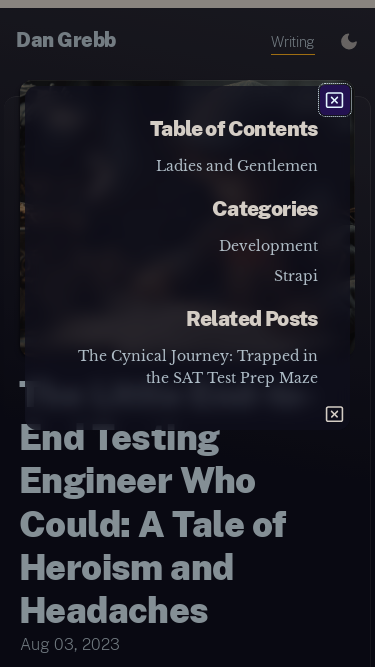 Dan Grebb
Writing
Table of Contents
Ladies and Gentlemen
Categories
Development
Strapi
Related Posts
The Cynical Journey: Trapped in
the SAT Test Prep Maze
End Testing
Engineer Who
Could: A Tale of
Heroism and
Headaches
Aug 03, 2023